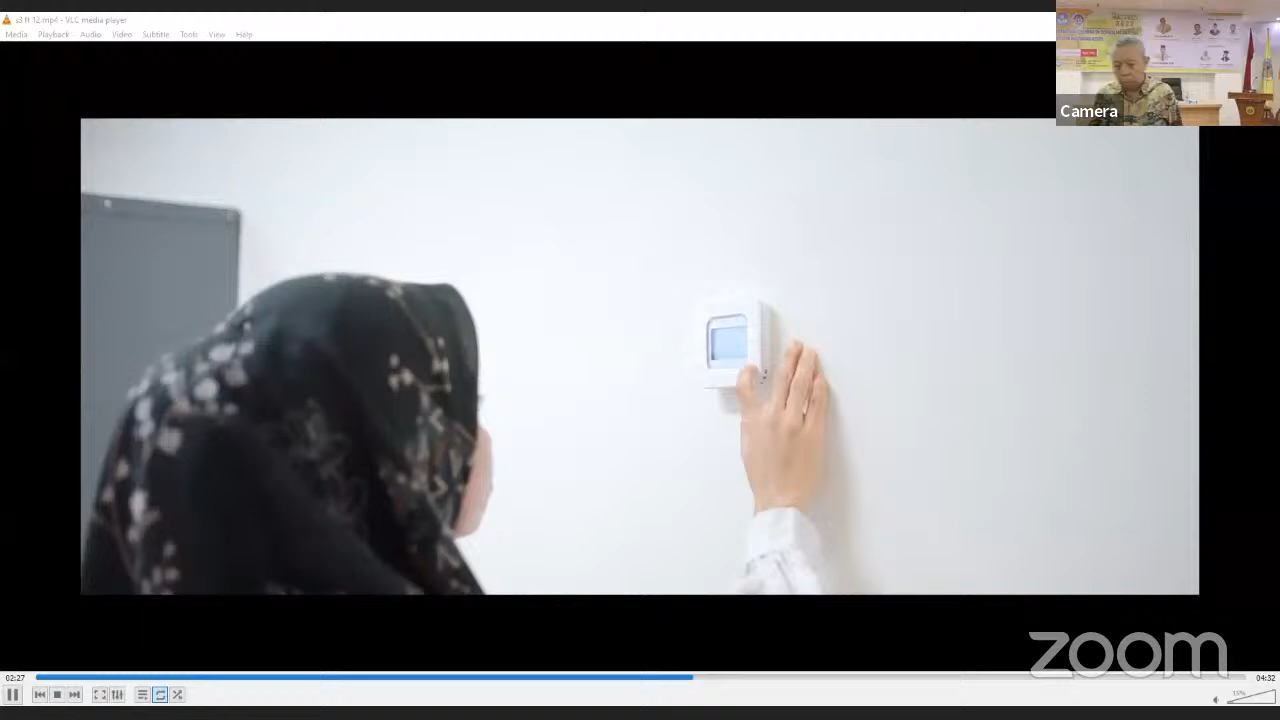 s3 ft 12.mp4 - VLC media player
Media Playback Audio Video Subtitle Tools View Help
Camera
zoom
02:27
04:32
15%